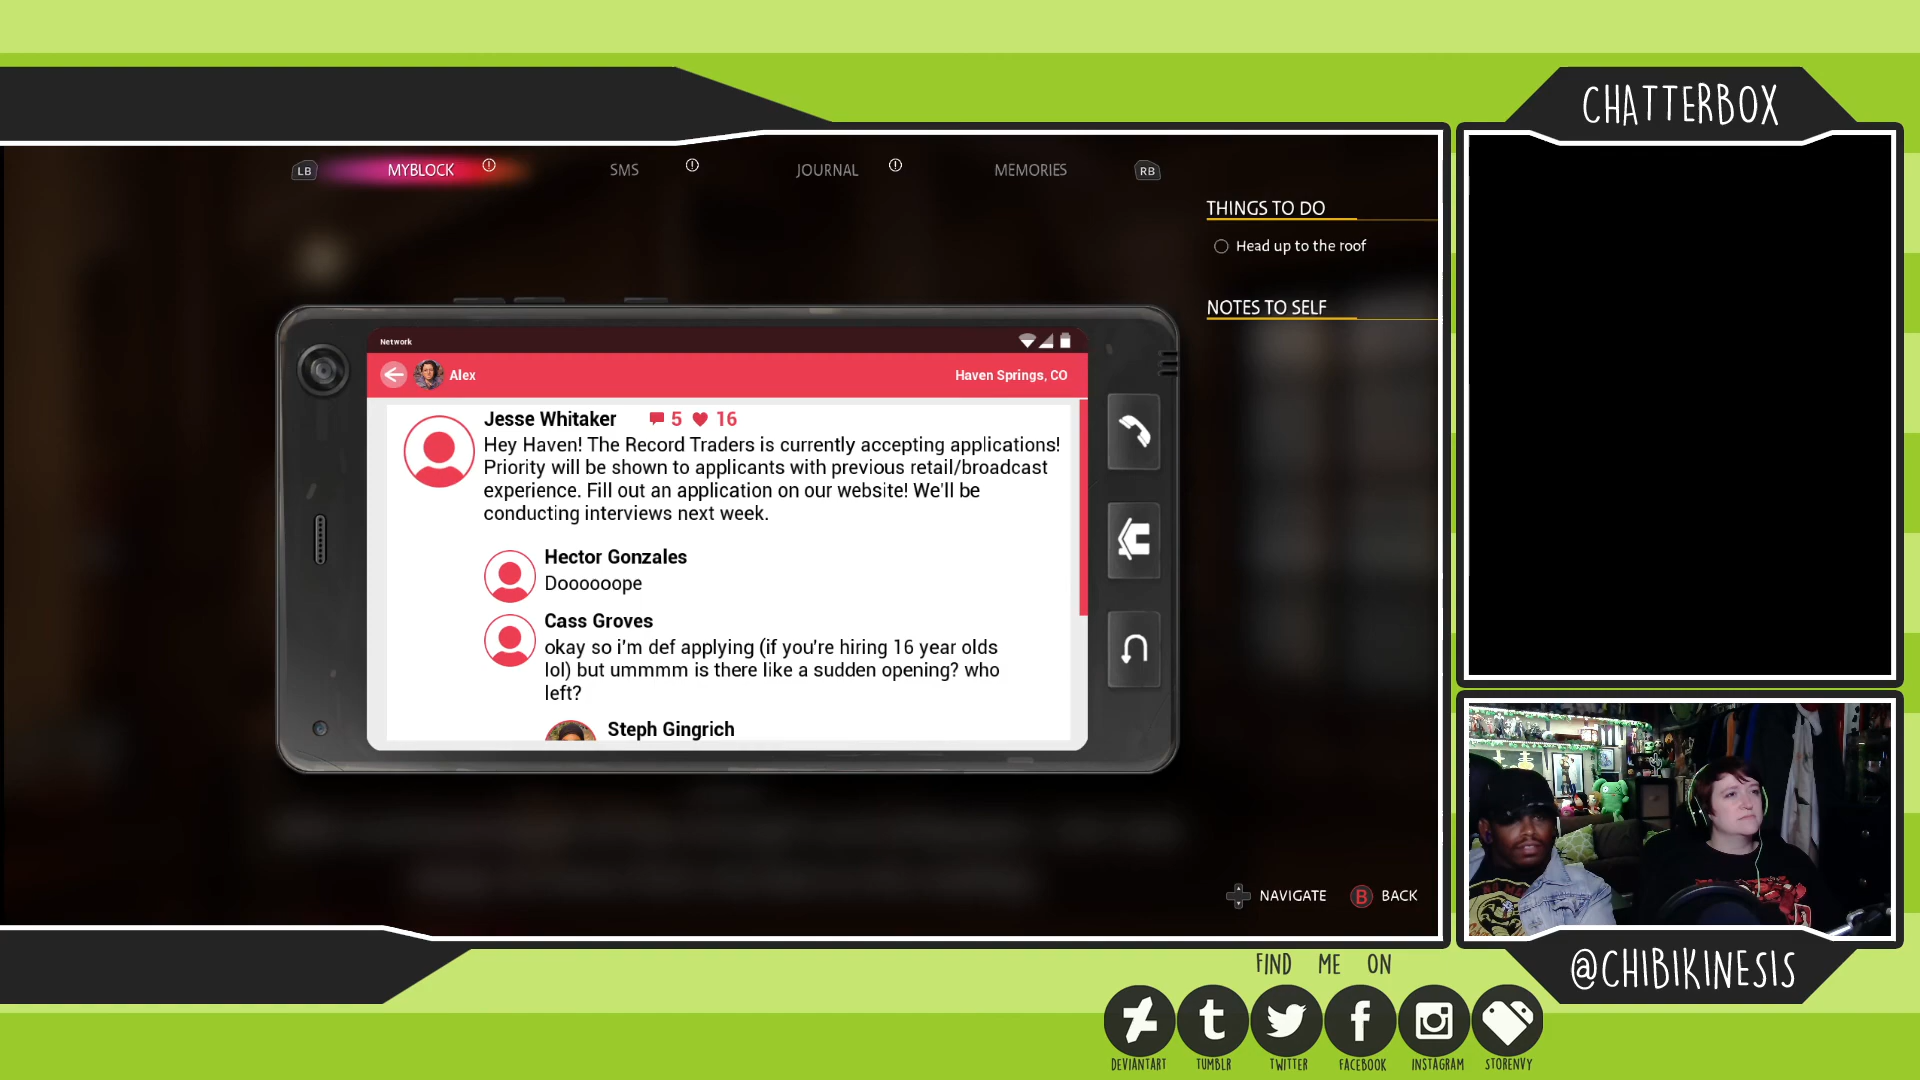 CHATTERBOX
LB
MYBLOCK
SMS
JOURNAL
MEMORIES
RB
THINGS TO DO
Head up to the roof
NOTES TO SELF
Network
Alex
Haven Springs, CO
Jesse Whitaker 5 16
Hey Haven! The Record Traders is currently accepting applications!
Priority will be shown to applicants with previous retail/broadcast
experience. Fill out an application on our website! We'll be
conducting interviews next week.
Hector Gonzales
Dooooooope
Cass Groves
okay so i'm def applying (if you're hiring 16 year olds
lol) but ummmm is there like a sudden opening? who
left?
Steph Gingrich
NAVIGATE
B BACK
@CHIBIKINESIS
FIND ME ON
DEVIANTART
TUMBLR
TWITTER
FACEBOOK
INSTAGRAM
STORENVY